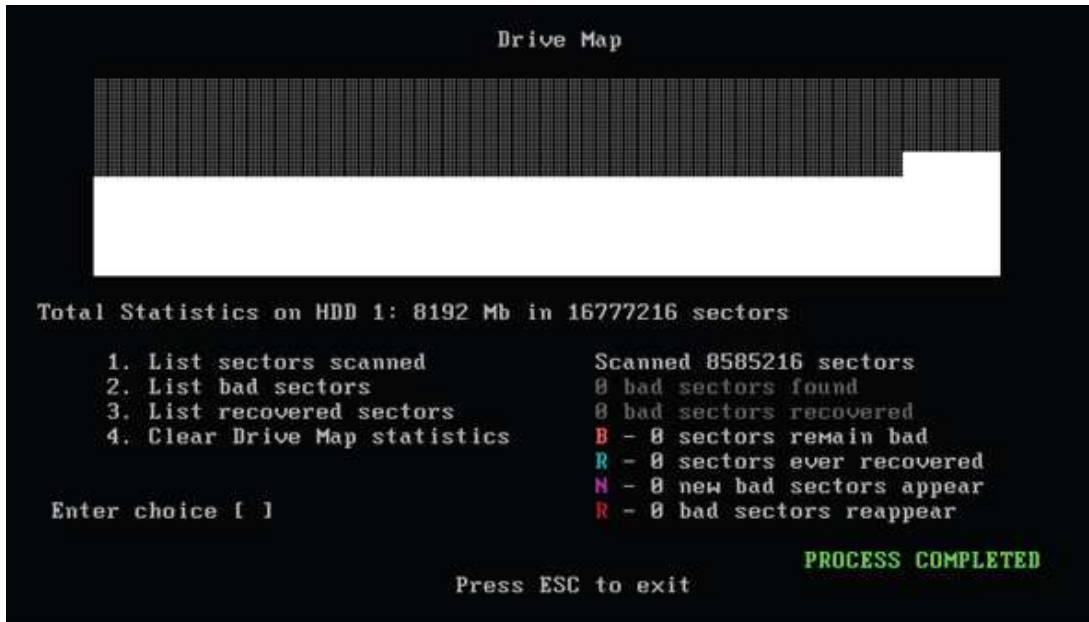 Drive Map
Total Statistics on HDD 1: 8192 Mb in 16777216 sectors
1. List sectors scanned
2. List bad sectors
3. List recovered sectors
4. Clear Drive Map statistics
Enter choice [ ]
Scanned 8585216 sectors
0 bad sectors found
0 bad sectors recovered
B - 0 sectors remain bad
R - 0 sectors ever recovered
N - 0 new bad sectors appear
R - 0 bad sectors reappear
PROCESS COMPLETED
Press ESC to exit